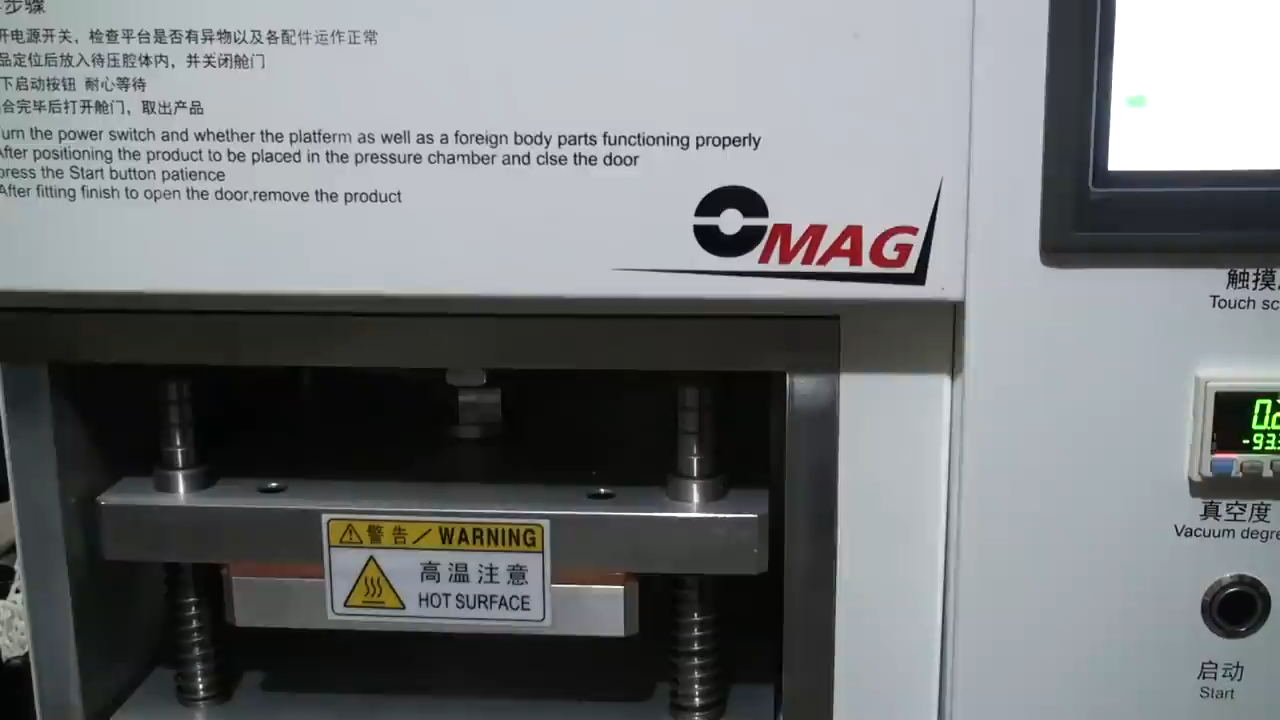 步骤
开电源开关，检查平台是否有异物以及各配件运作正常
品定位后放入待压腔体内，并关闭舱门
下启动按钮 耐心等待
合完毕后打开舱门，取出产品
urn the power switch and whether the platferm as well as a foreign body parts functioning properly
After positioning the product to be placed in the pressure chamber and clse the door
press the Start button patience
After fitting finish to open the door,remove the product
OMAG
触摸
Touch sc
-93.
真空度
Vacuum degre
警告／WARNING
高温注意
HOT SURFACE
启动
Start